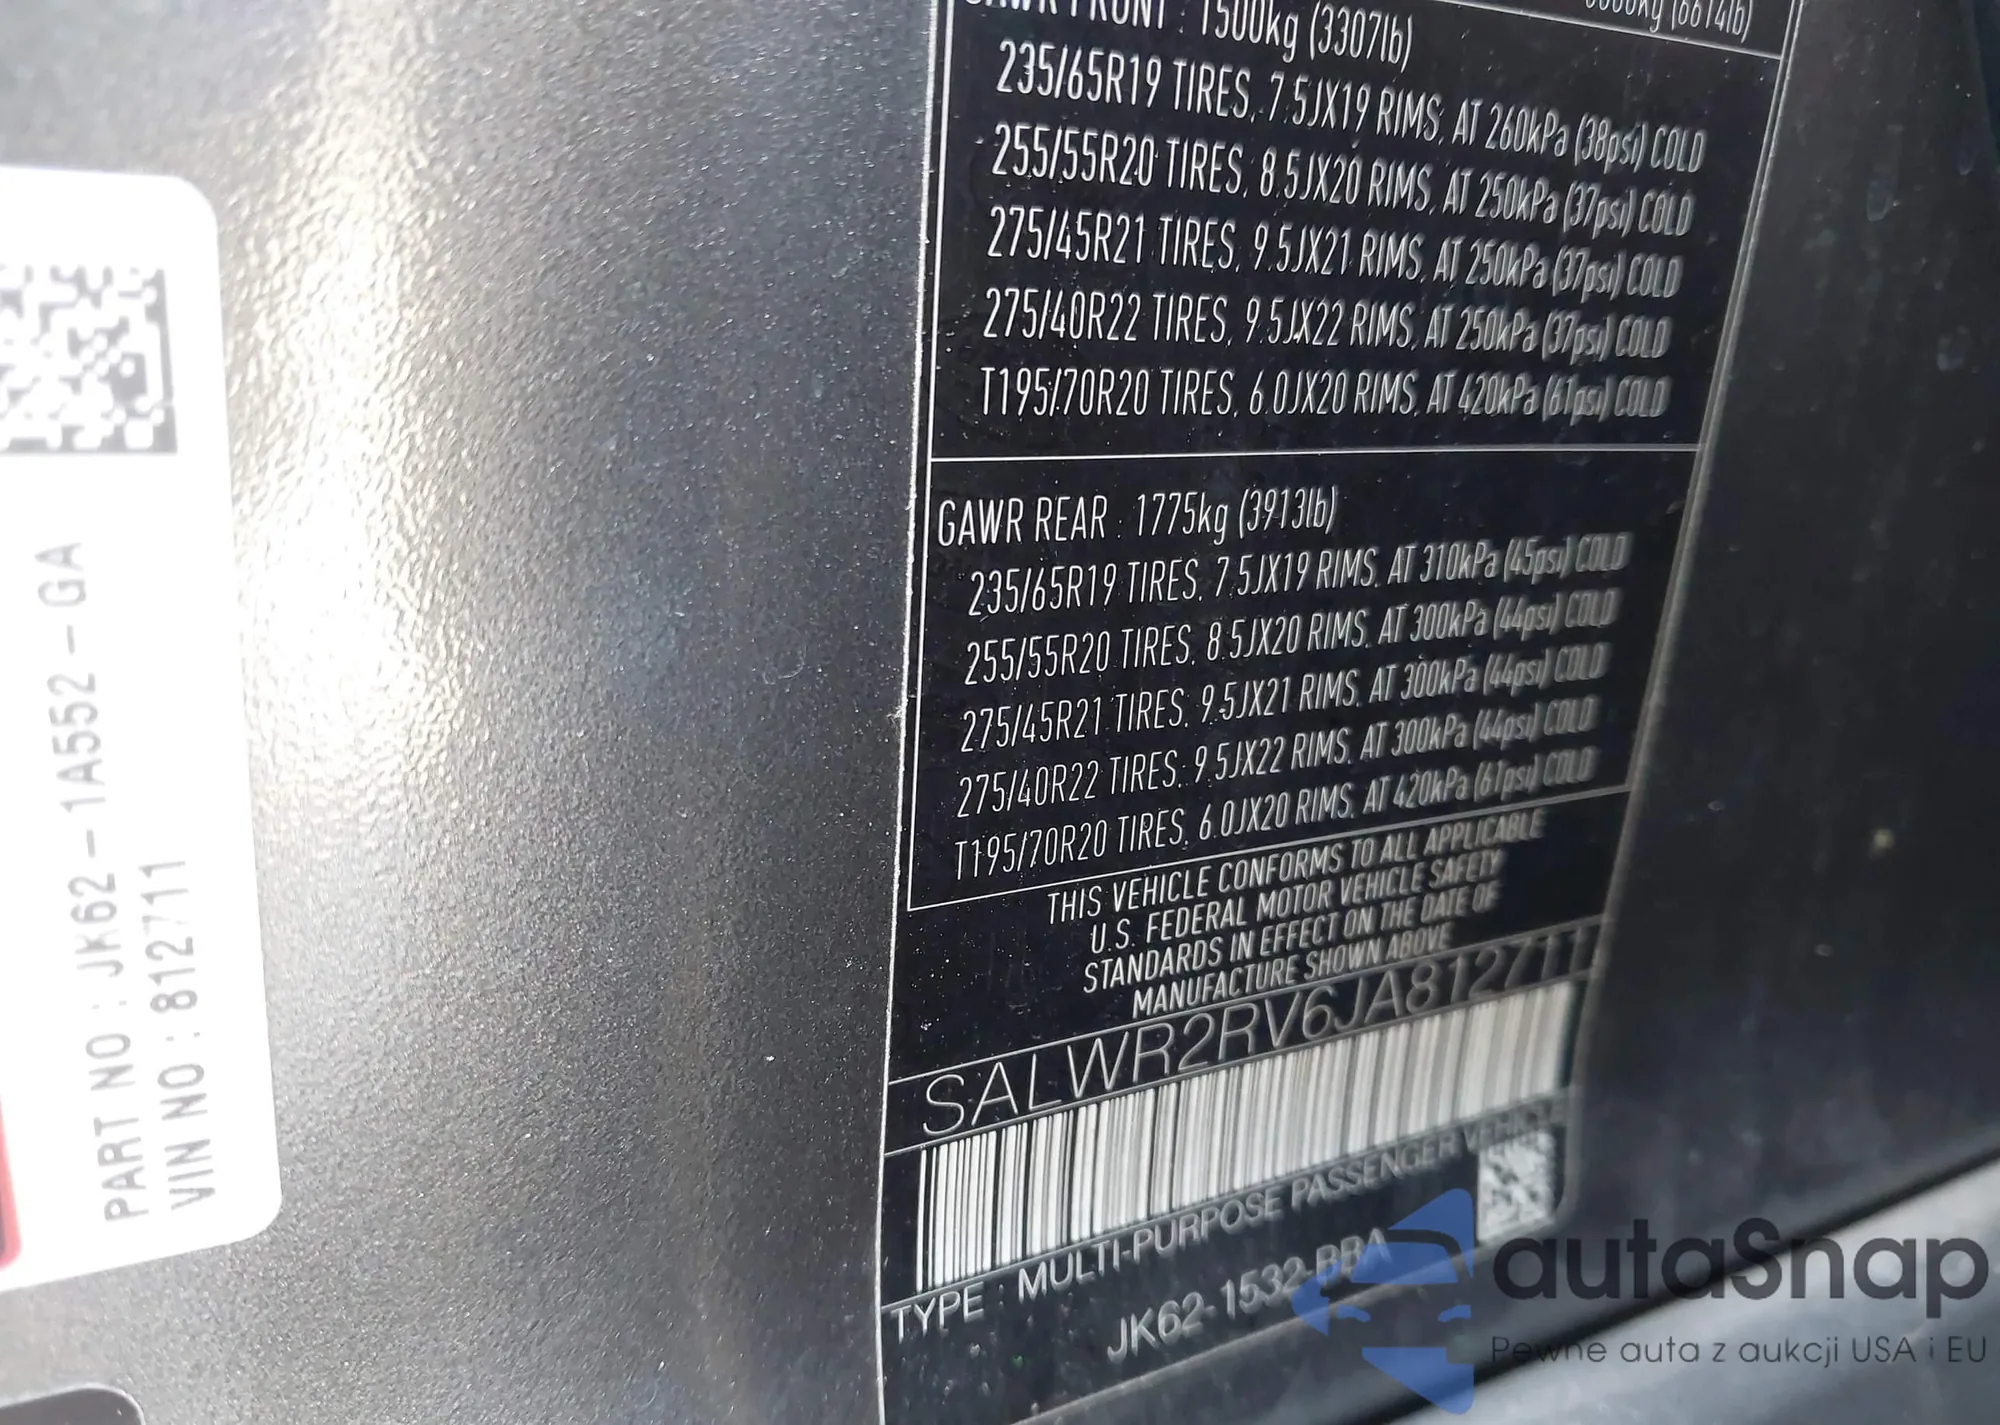 GAWR FRONT : 1500kg (3307lb)
3000kg (6614lb)
235/65R19 TIRES, 7.5JX19 RIMS, AT 260kPa (38psi) COLD
255/55R20 TIRES, 8.5JX20 RIMS, AT 250kPa (37psi) COLD
275/45R21 TIRES, 9.5JX21 RIMS, AT 250kPa (37psi) COLD
275/40R22 TIRES, 9.5JX22 RIMS, AT 250kPa (37psi) COLD
T195/70R20 TIRES, 6.0JX20 RIMS, AT 420kPa (61psi) COLD
GAWR REAR : 1775kg (3913lb)
235/65R19 TIRES, 7.5JX19 RIMS, AT 310kPa (45psi) COLD
255/55R20 TIRES, 8.5JX20 RIMS, AT 300kPa (44psi) COLD
275/45R21 TIRES, 9.5JX21 RIMS, AT 300kPa (44psi) COLD
275/40R22 TIRES, 9.5JX22 RIMS, AT 300kPa (44psi) COLD
T195/70R20 TIRES, 6.0JX20 RIMS, AT 420kPa (61psi) COLD
THIS VEHICLE CONFORMS TO ALL APPLICABLE
U.S. FEDERAL MOTOR VEHICLE SAFETY
STANDARDS IN EFFECT ON THE DATE OF
MANUFACTURE SHOWN ABOVE
SALWR2RV6JA812711
TYPE : MULTI-PURPOSE PASSENGER VEHICLE
JK62-1532-BBA
PART NO : JK62-1A552-GA
VIN NO : 812711
autaSnap
Pewne auta z aukcji USA i EU